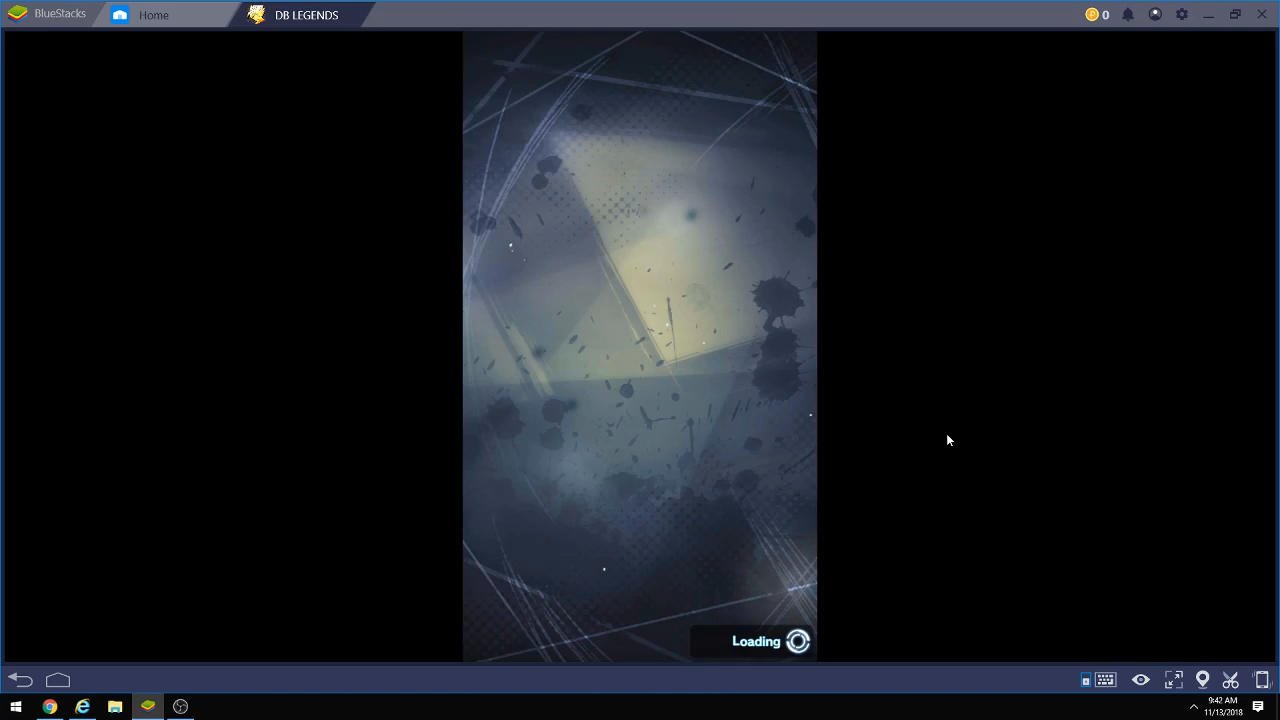 BlueStacks
Home
DB LEGENDS
0
Loading
9:42 AM
11/13/2018